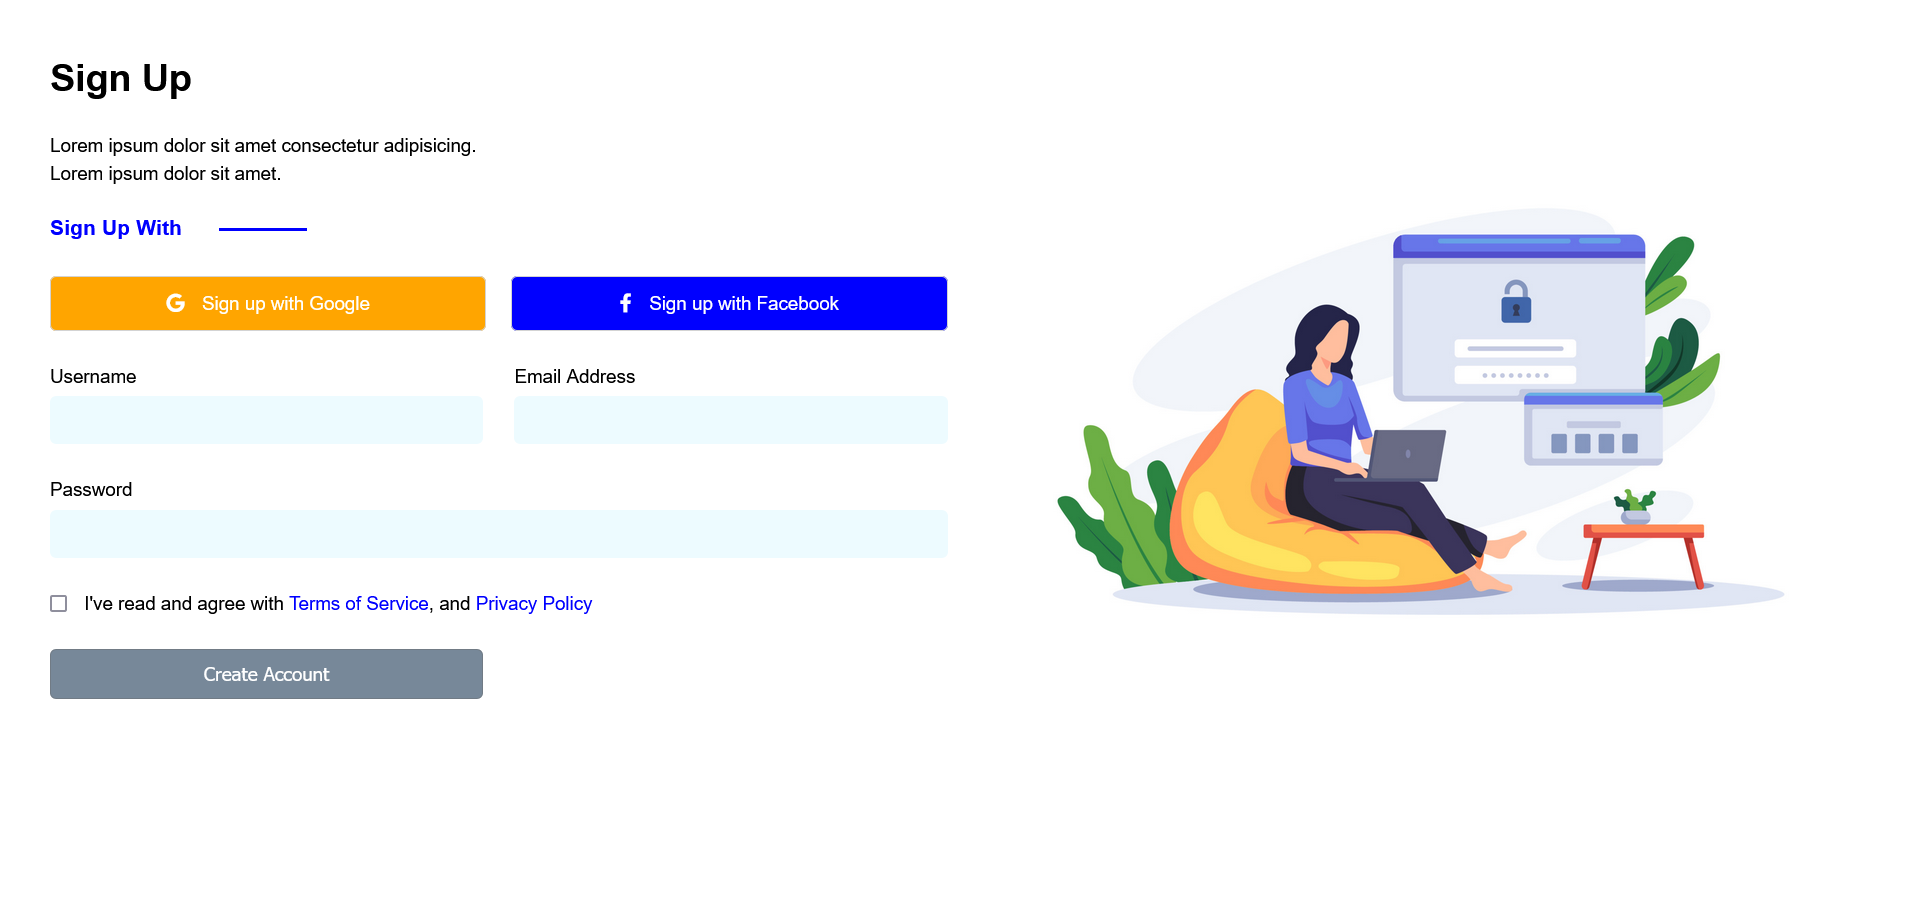 Sign Up
Lorem ipsum dolor sit amet consectetur adipisicing.
Lorem ipsum dolor sit amet.
Sign Up With
Sign up with Google
Sign up with Facebook
Username
Email Address
Password
I've read and agree with Terms of Service, and Privacy Policy
Create Account